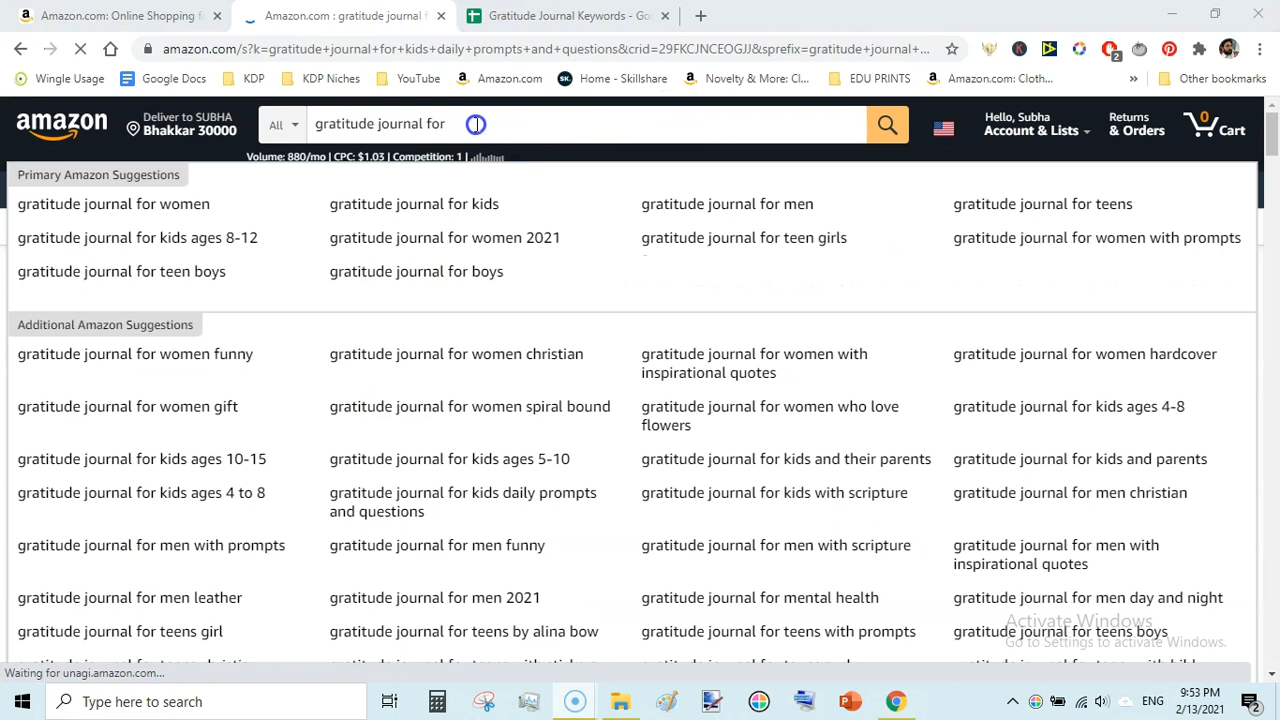 Amazon.com: Online Shopping fo
Amazon.com : gratitude journal f
Gratitude Journal Keywords - Go
amazon.com/s?k=gratitude+journal+for+kids+daily+prompts+and+questions&crid=29FKCJNCEOGJJ&sprefix=gratitude+journal+...
2
Wingle Usage
Google Docs
KDP
KDP Niches
YouTube
Amazon.com
SK.
Home - Skillshare
Novelty & More: Cl...
EDU PRINTS
Amazon.com: Cloth...
»
Other bookmarks
amazon
Deliver to SUBHA
Bhakkar 30000
All
gratitude journal for
Hello, Subha
Account & Lists
Returns
& Orders
0
Cart
Volume: 880/mo | CPC: $1.03 | Competition: 1 |
Primary Amazon Suggestions
gratitude journal for women
gratitude journal for kids
gratitude journal for men
gratitude journal for teens
gratitude journal for kids ages 8-12
gratitude journal for women 2021
gratitude journal for teen girls
gratitude journal for women with prompts
gratitude journal for teen boys
gratitude journal for boys
Additional Amazon Suggestions
gratitude journal for women funny
gratitude journal for women christian
gratitude journal for women with
inspirational quotes
gratitude journal for women hardcover
gratitude journal for women gift
gratitude journal for women spiral bound
gratitude journal for women who love
flowers
gratitude journal for kids ages 4-8
gratitude journal for kids ages 10-15
gratitude journal for kids ages 5-10
gratitude journal for kids and their parents
gratitude journal for kids and parents
gratitude journal for kids ages 4 to 8
gratitude journal for kids daily prompts
and questions
gratitude journal for kids with scripture
gratitude journal for men christian
gratitude journal for men with prompts
gratitude journal for men funny
gratitude journal for men with scripture
gratitude journal for men with
inspirational quotes
gratitude journal for men leather
gratitude journal for men 2021
gratitude journal for mental health
gratitude journal for men day and night
gratitude journal for teens girl
gratitude journal for teens by alina bow
gratitude journal for teens with prompts
gratitude journal for teens boys
Activate Windows
Go to Settings to activate Windows.
Waiting for unagi.amazon.com...
Type here to search
ENG
9:53 PM
2/13/2021
2